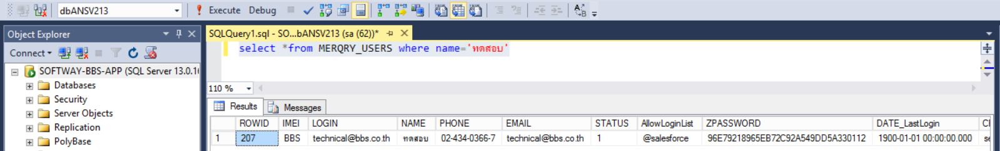 dbANSV213 Execute Debug
Object Explorer
SQLQuery1.sql - SO...bANSV213 (sa (62))*
Connect
select *from MERQRY_USERS where name='ทดสอบ'
SOFTWAY-BBS-APP (SQL Server 13.0.16
Databases
Security
Server Objects
Replication
PolyBase
110 %
Results Messages
ROWID IMEI LOGIN NAME PHONE EMAIL STATUS AllowLoginList ZPASSWORD DATE_LastLogin
1 207 BBS technical@bbs.co.th ทดสอบ 02-434-0366-7 technical@bbs.co.th 1 @salesforce 96E79218965EB72C92A549DD5A330112 1900-01-01 00:00:00.000